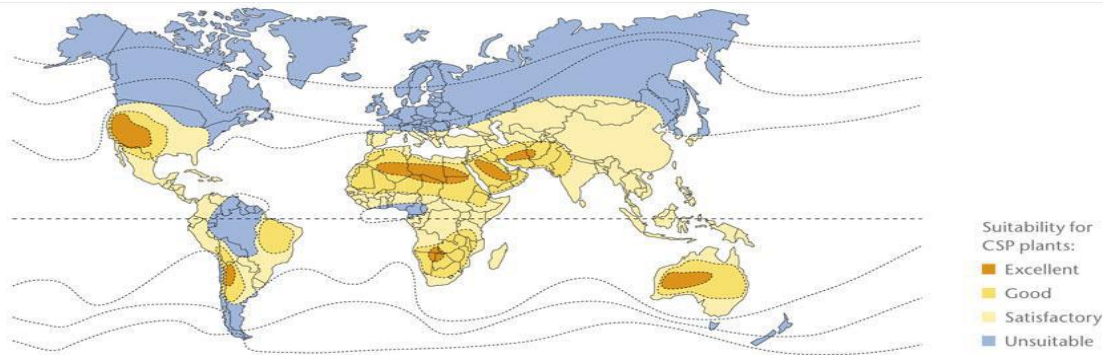 Suitability for
CSP plants:
Excellent
Good
Satisfactory
Unsuitable